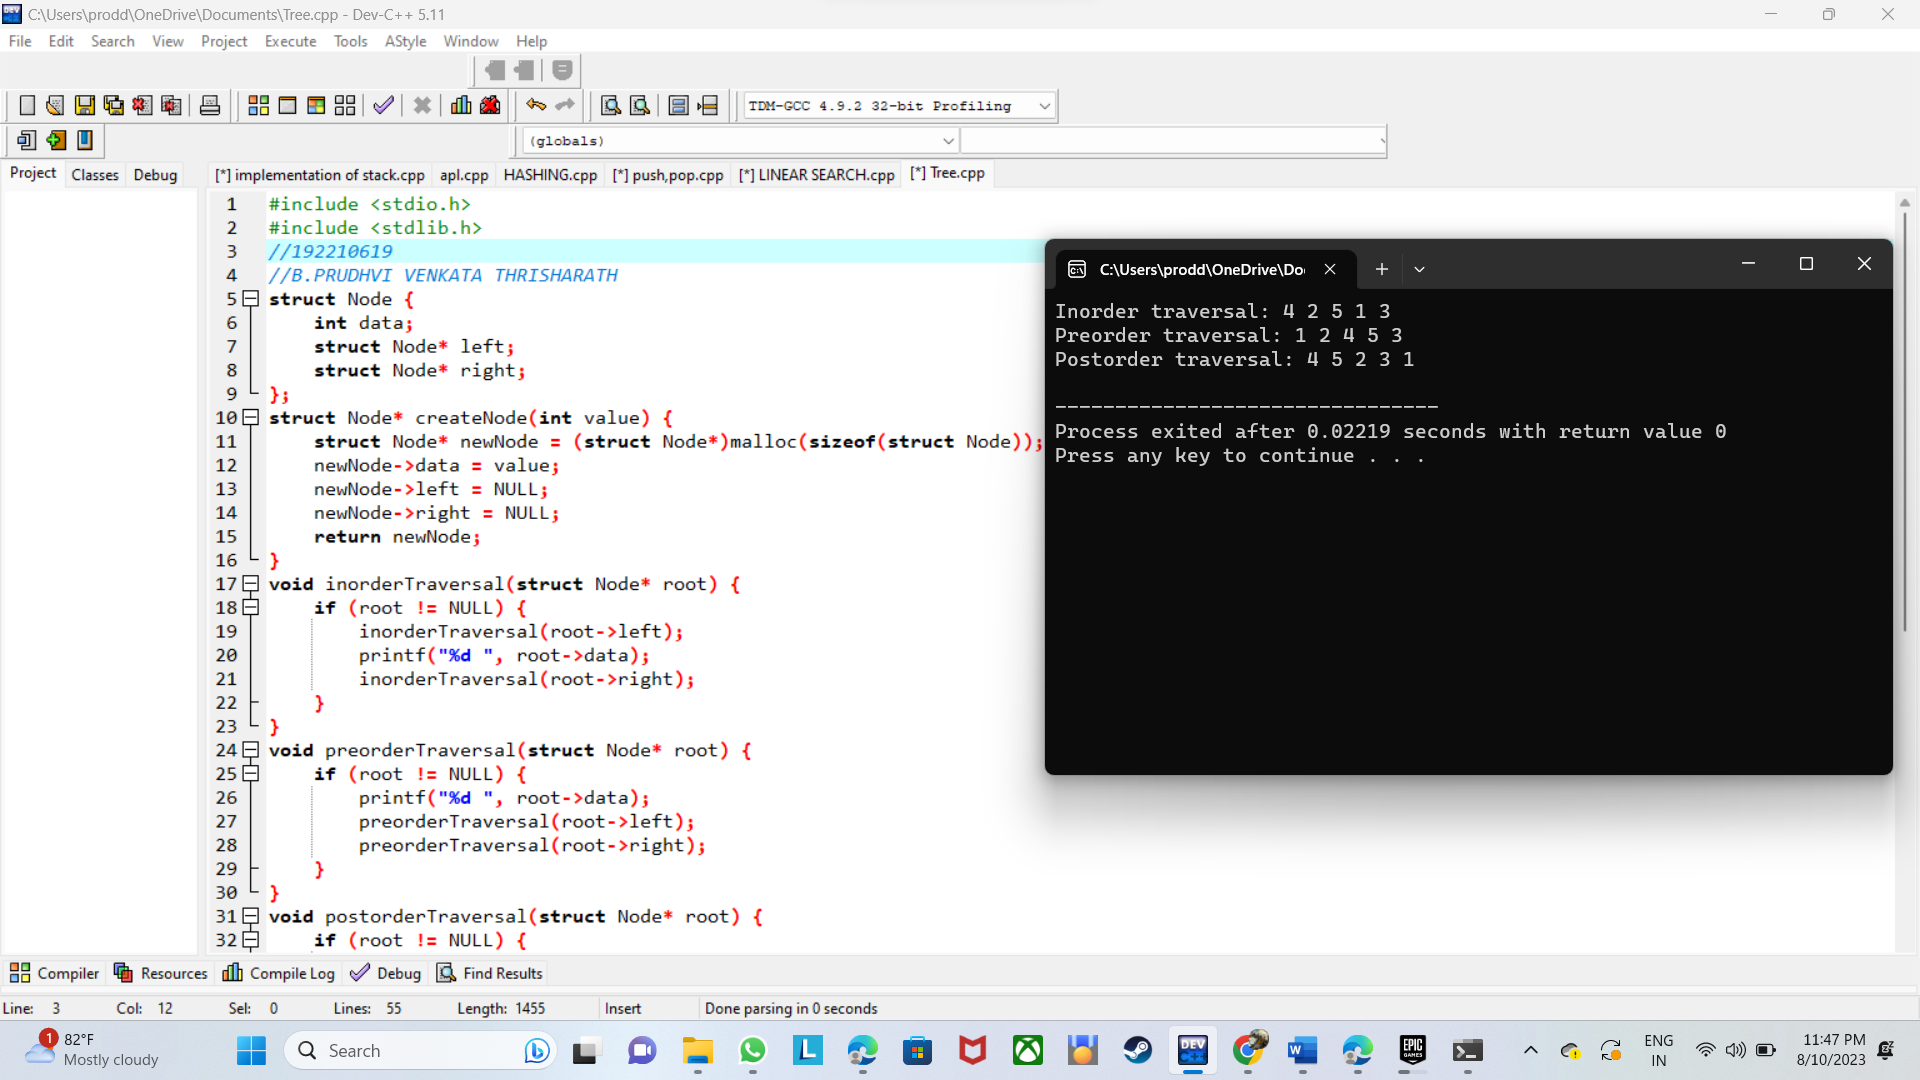 C:\Users\prodd\OneDrive\Documents\Tree.cpp - Dev-C++ 5.11
File Edit Search View Project Execute Tools AStyle Window Help
TDM-GCC 4.9.2 32-bit Profiling
(globals)
Project Classes Debug
[*] implementation of stack.cpp apl.cpp HASHING.cpp [*] push,pop.cpp [*] LINEAR SEARCH.cpp [*] Tree.cpp
1 #include <stdio.h>
2 #include <stdlib.h>
3 //192210619
4 //B.PRUDHVI VENKATA THRISHARATH
5 struct Node {
6 int data;
7 struct Node* left;
8 struct Node* right;
9 };
10 struct Node* createNode(int value) {
11 struct Node* newNode = (struct Node*)malloc(sizeof(struct Node));
12 newNode->data = value;
13 newNode->left = NULL;
14 newNode->right = NULL;
15 return newNode;
16 }
17 void inorderTraversal(struct Node* root) {
18 if (root != NULL) {
19 inorderTraversal(root->left);
20 printf("%d ", root->data);
21 inorderTraversal(root->right);
22 }
23 }
24 void preorderTraversal(struct Node* root) {
25 if (root != NULL) {
26 printf("%d ", root->data);
27 preorderTraversal(root->left);
28 preorderTraversal(root->right);
29 }
30 }
31 void postorderTraversal(struct Node* root) {
32 if (root != NULL) {
C:\Users\prodd\OneDrive\Do
Inorder traversal: 4 2 5 1 3
Preorder traversal: 1 2 4 5 3
Postorder traversal: 4 5 2 3 1
--------------------------------
Process exited after 0.02219 seconds with return value 0
Press any key to continue . . .
Compiler Resources Compile Log Debug Find Results
Line: 3 Col: 12 Sel: 0 Lines: 55 Length: 1455 Insert Done parsing in 0 seconds
1
82°F
Mostly cloudy
Search
L
DEV C++
W
EPIC GAMES
ENG
IN
11:47 PM
8/10/2023